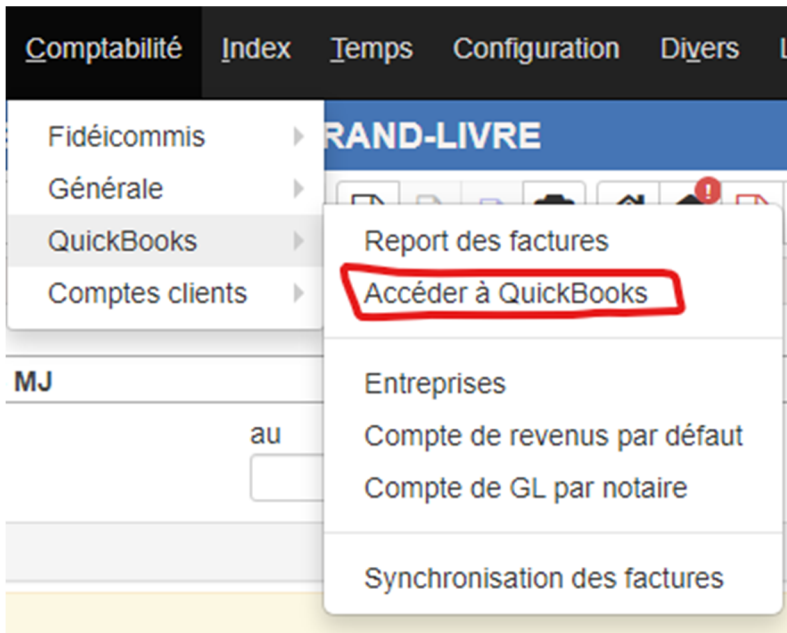 Comptabilité Index Temps Configuration Divers
Fidéicommis RAND-LIVRE
Générale
QuickBooks Report des factures
Comptes clients Accéder à QuickBooks
MJ Entreprises
au Compte de revenus par défaut
Compte de GL par notaire
Synchronisation des factures